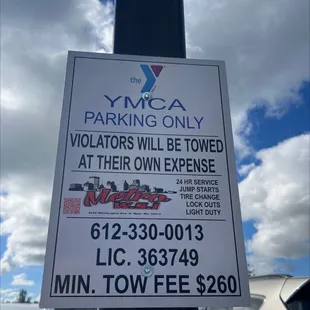 the
YMCA
PARKING ONLY
VIOLATORS WILL BE TOWED
AT THEIR OWN EXPENSE
24 HR SERVICE
JUMP STARTS
TIRE CHANGE
LOCK OUTS
LIGHT DUTY
Metro
612-330-0013
LIC. 363749
MIN. TOW FEE $260